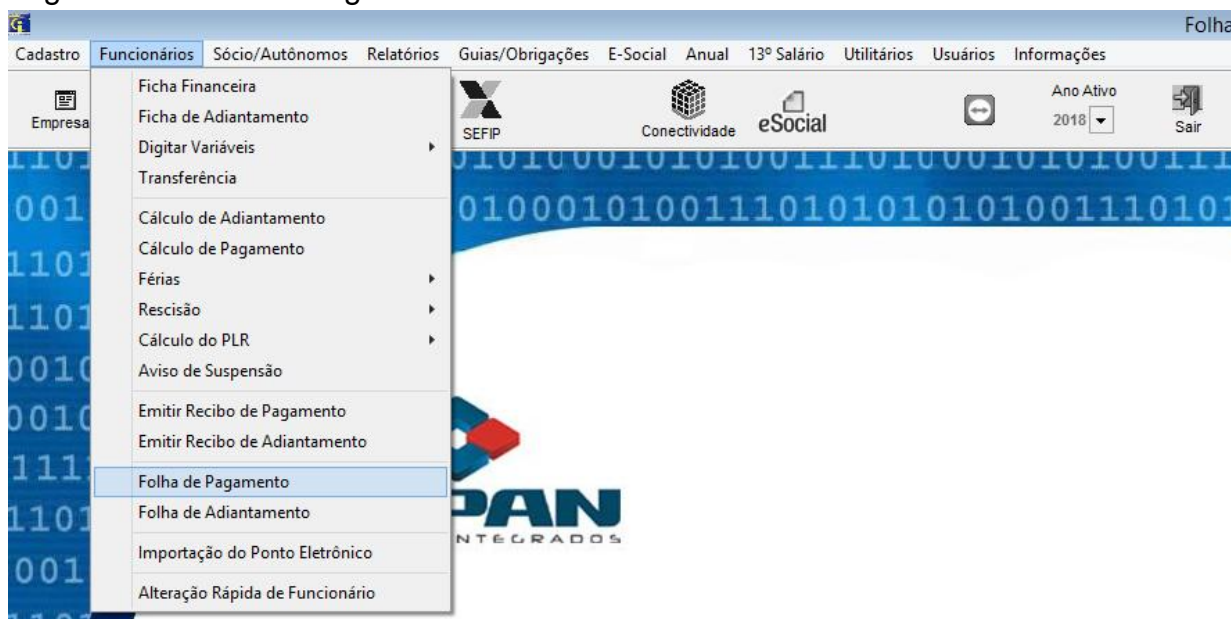 Folha
Cadastro Funcionários Sócio/Autônomos Relatórios Guias/Obrigações E-Social Anual 13º Salário Utilitários Usuários Informações
Empresa SEFIP Conectividade eSocial Ano Ativo 2018 Sair
Ficha Financeira
Ficha de Adiantamento
Digitar Variáveis
Transferência
Cálculo de Adiantamento
Cálculo de Pagamento
Férias
Rescisão
Cálculo do PLR
Aviso de Suspensão
Emitir Recibo de Pagamento
Emitir Recibo de Adiantamento
Folha de Pagamento
Folha de Adiantamento
Importação do Ponto Eletrônico
Alteração Rápida de Funcionário
PAN
NTEGRADOS